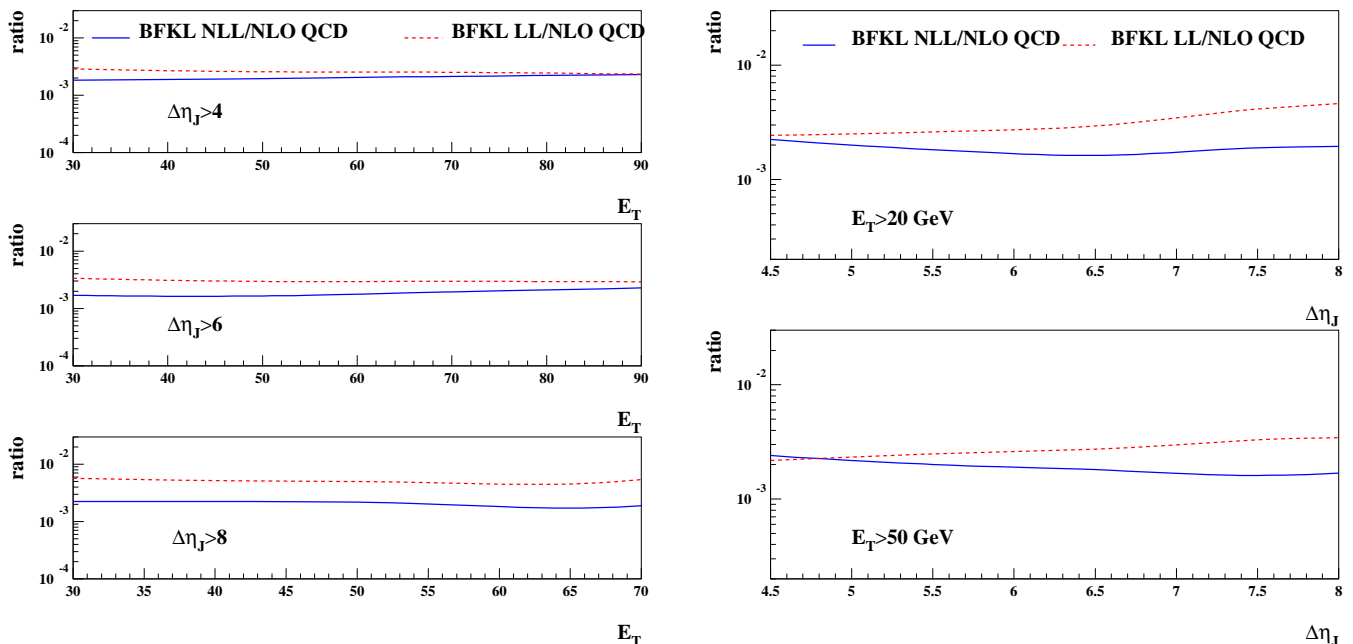 ratio
10 -2
10 -3
10 -4
BFKL NLL/NLO QCD
BFKL LL/NLO QCD
Δη_J>4
30 40 50 60 70 80 90
E_T
ratio
10 -2
10 -3
10 -4
Δη_J>6
30 40 50 60 70 80 90
E_T
ratio
10 -2
10 -3
10 -4
Δη_J>8
30 35 40 45 50 55 60 65 70
E_T
ratio
10 -2
10 -3
BFKL NLL/NLO QCD
BFKL LL/NLO QCD
E_T>20 GeV
4.5 5 5.5 6 6.5 7 7.5 8
Δη_J
ratio
10 -2
10 -3
E_T>50 GeV
4.5 5 5.5 6 6.5 7 7.5 8
Δη_J